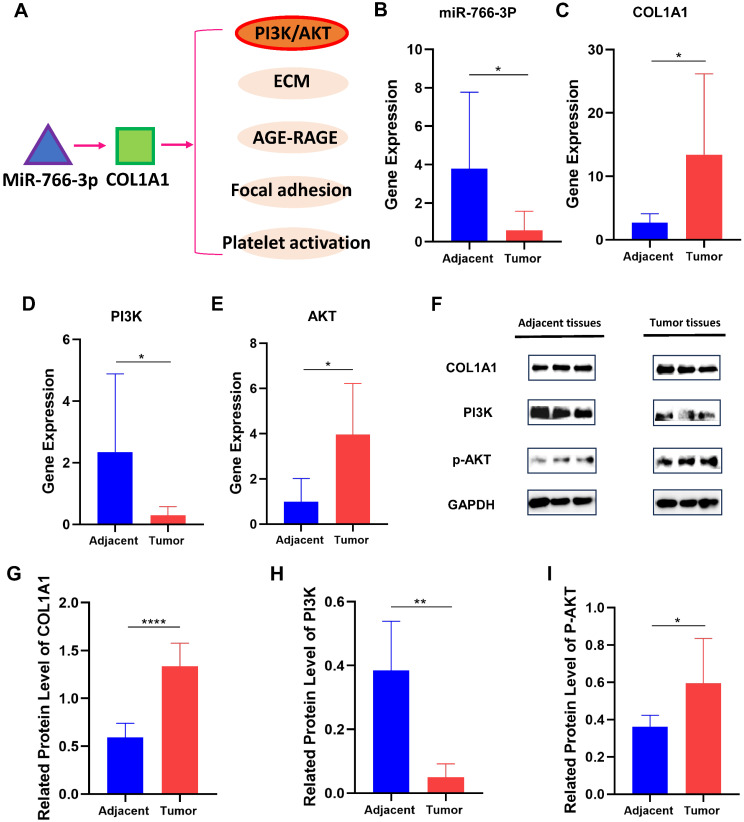 A
PI3K/AKT
ECM
AGE-RAGE
Focal adhesion
Platelet activation
MiR-766-3p
COL1A1
B
miR-766-3P
Gene Expression
10
8
6
4
2
0
*
Adjacent
Tumor
C
COL1A1
Gene Expression
30
20
10
0
*
Adjacent
Tumor
D
PI3K
Gene Expression
6
4
2
0
*
Adjacent
Tumor
E
AKT
Gene Expression
8
6
4
2
0
*
Adjacent
Tumor
F
Adjacent tissues
Tumor tissues
COL1A1
PI3K
p-AKT
GAPDH
G
Related Protein Level of COL1A1
2.0
1.5
1.0
0.5
0.0
****
Adjacent
Tumor
H
Related Protein Level of PI3K
0.6
0.4
0.2
0.0
**
Adjacent
Tumor
I
Related Protein Level of P-AKT
1.0
0.8
0.6
0.4
0.2
0.0
*
Adjacent
Tumor